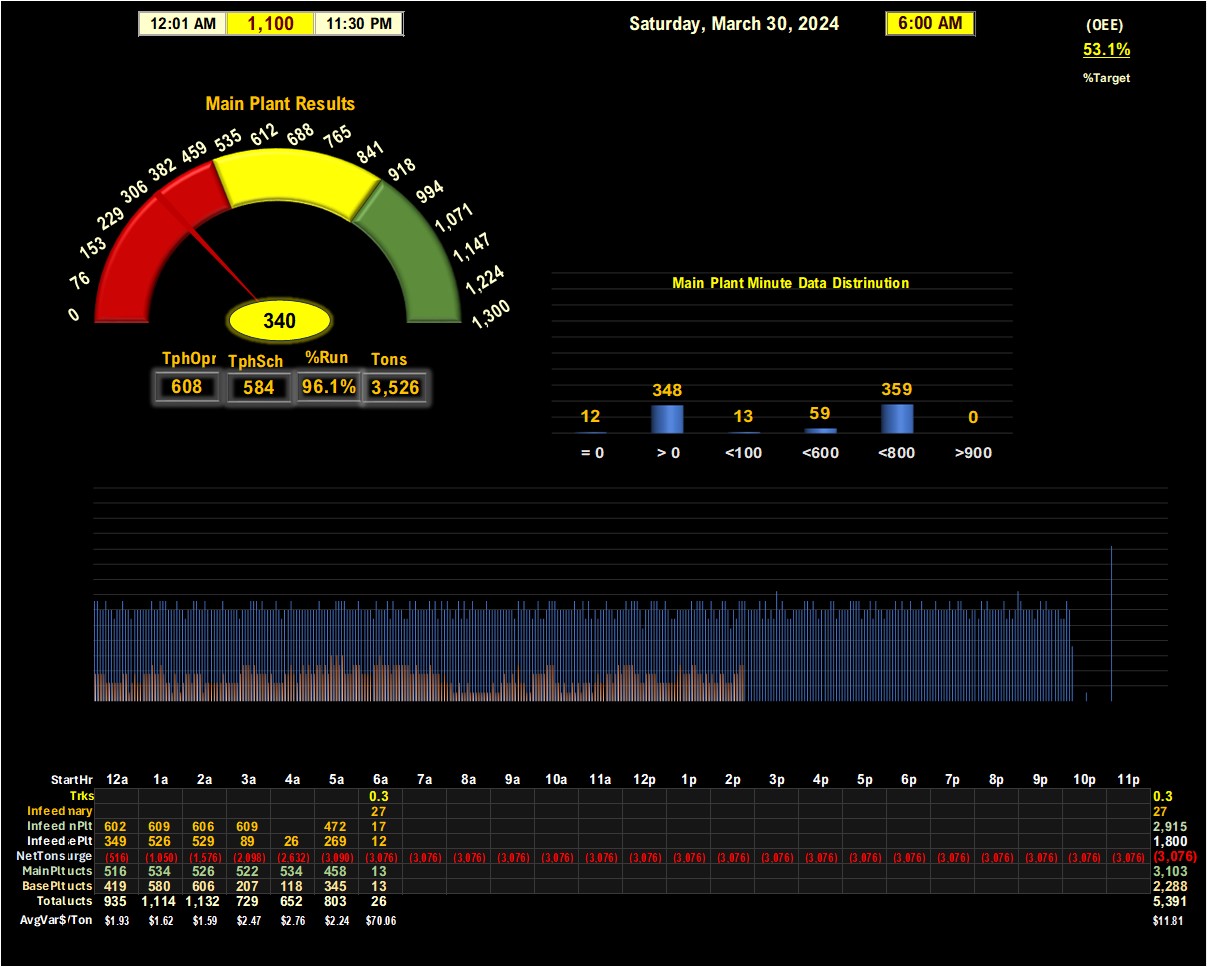 12:01 AM 1,100 11:30 PM Saturday, March 30, 2024 6:00 AM (OEE)
53.1%
%Target
Main Plant Results
0 76 153 229 306 382 459 535 612 688 765 841 918 994 1,071 1,147 1,224 1,300
340
TphOpr TphSch %Run Tons
608 584 96.1% 3,526
Main Plant Minute Data Distrinution
12 348 13 59 359 0
= 0 > 0 <100 <600 <800 >900
StartHr 12a 1a 2a 3a 4a 5a 6a 7a 8a 9a 10a 11a 12p 1p 2p 3p 4p 5p 6p 7p 8p 9p 10p 11p
Trks 0.3 0.3
Infeed nary 27 27
Infeed nPlt 602 609 606 609 472 17 2,915
Infeed ePlt 349 526 529 89 26 269 12 1,800
NetTons urge (516) (1,050) (1,576) (2,098) (2,632) (3,090) (3,076) (3,076) (3,076) (3,076) (3,076) (3,076) (3,076) (3,076) (3,076) (3,076) (3,076) (3,076) (3,076) (3,076) (3,076) (3,076) (3,076) (3,076) (3,076)
MainPlt ucts 516 534 526 522 534 458 13 3,103
BasePlt ucts 419 580 606 207 118 345 13 2,288
Total ucts 935 1,114 1,132 729 652 803 26 5,391
AvgVar$/Ton $1.93 $1.62 $1.59 $2.47 $2.76 $2.24 $70.06 $11.81